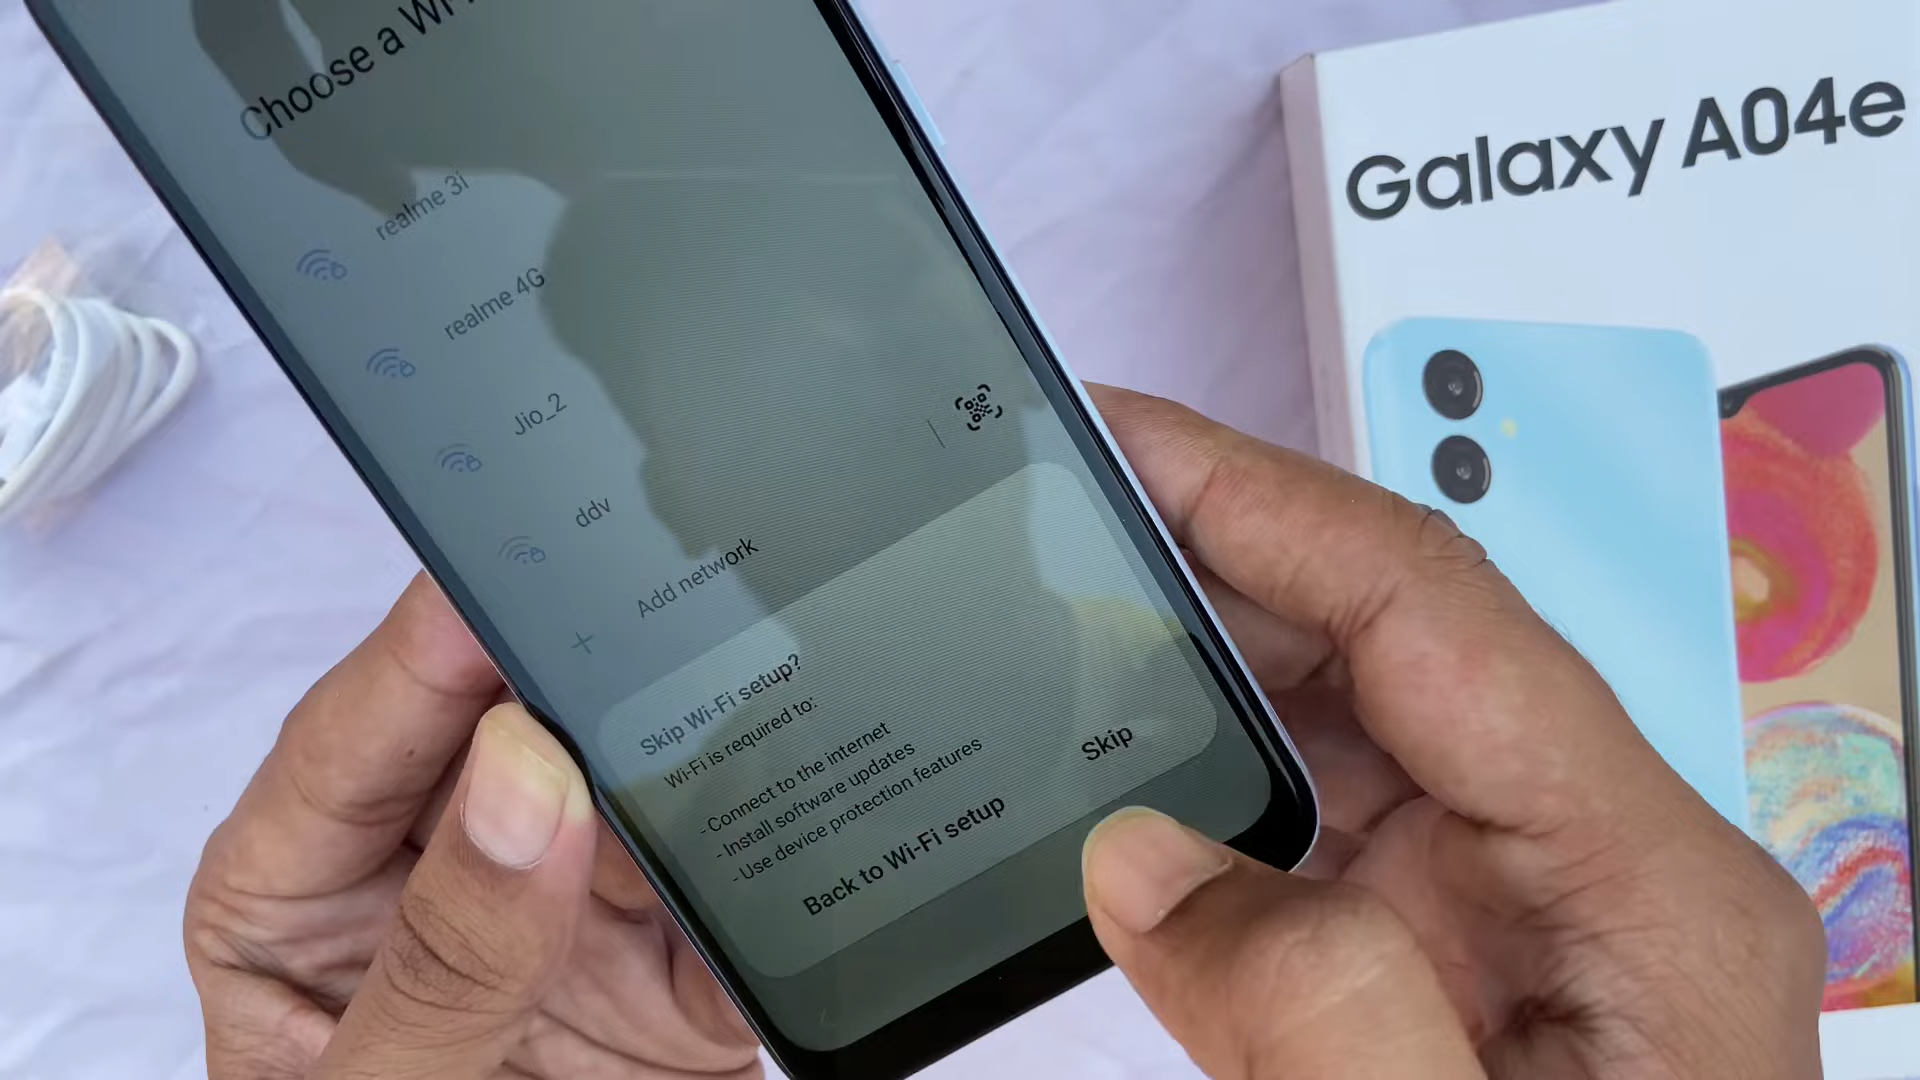 Choose a Wi-
realme 3i
realme 4G
Jio_2
ddv
Add network
Skip Wi-Fi setup?
Wi-Fi is required to:
- Connect to the internet
- Install software updates
- Use device protection features
Back to Wi-Fi setup
Skip
Galaxy A04e